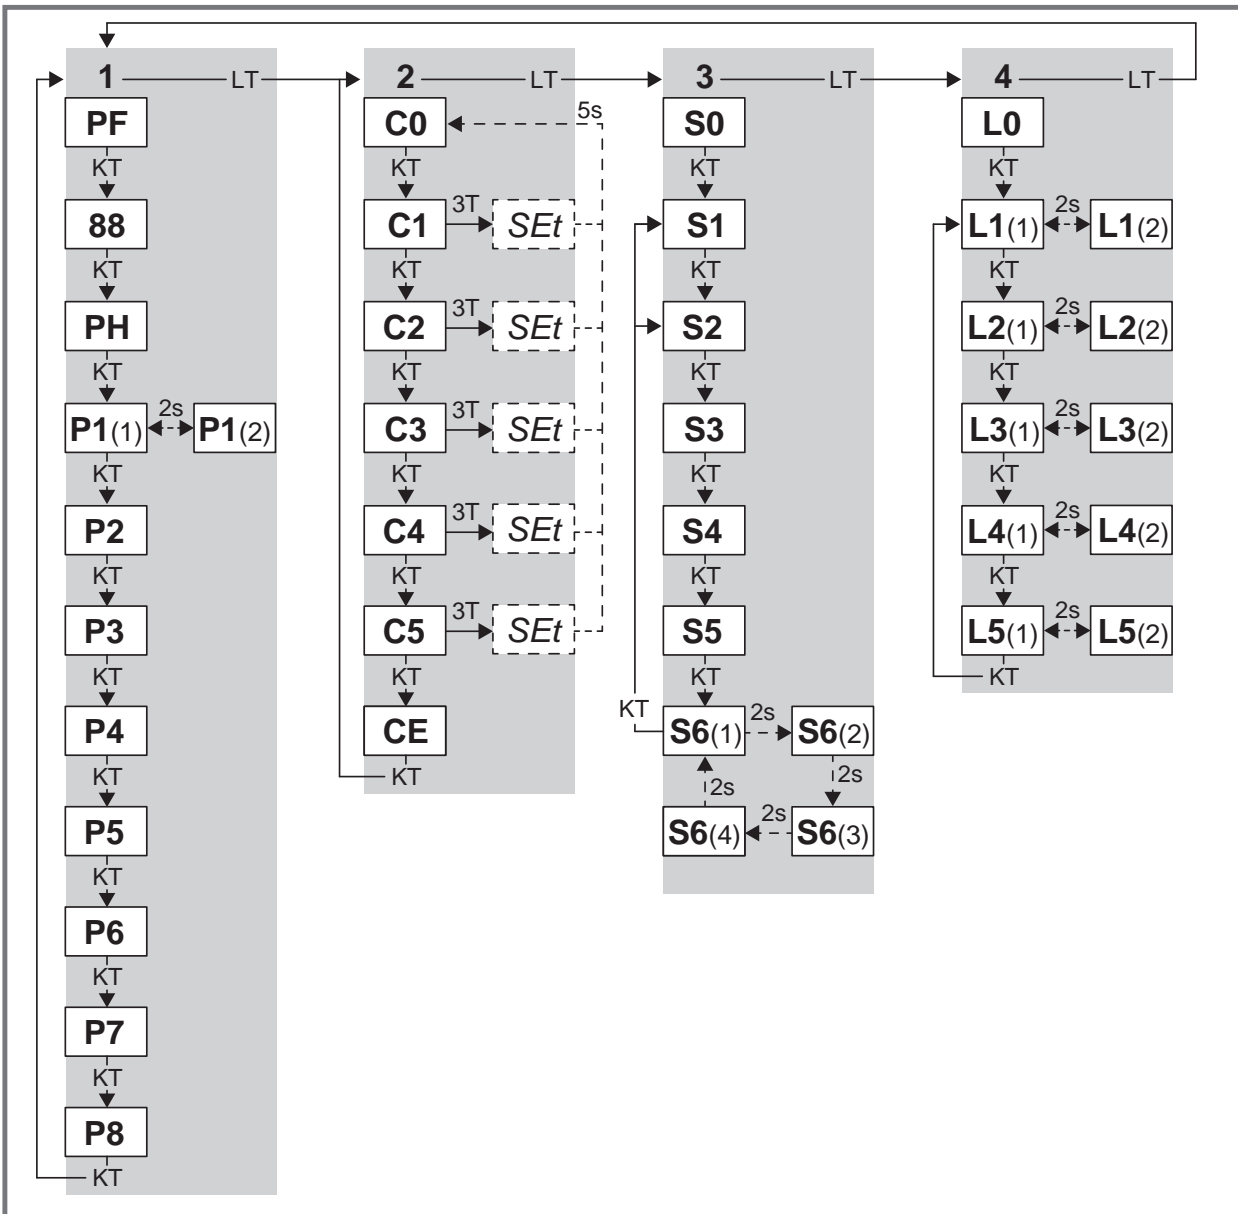 1 LT
PF
KT
88
KT
PH
KT
P1(1) 2s P1(2)
KT
P2
KT
P3
KT
P4
KT
P5
KT
P6
KT
P7
KT
P8
KT
2 LT
C0 5s
KT
C1 3T SEt
KT
C2 3T SEt
KT
C3 3T SEt
KT
C4 3T SEt
KT
C5 3T SEt
KT
CE
KT
3 LT
S0
KT
S1
KT
S2
KT
S3
KT
S4
KT
S5
KT
KT S6(1) 2s S6(2)
2s 2s
S6(4) 2s S6(3)
4 LT
L0
KT
L1(1) 2s L1(2)
KT
L2(1) 2s L2(2)
KT
L3(1) 2s L3(2)
KT
L4(1) 2s L4(2)
KT
L5(1) 2s L5(2)
KT